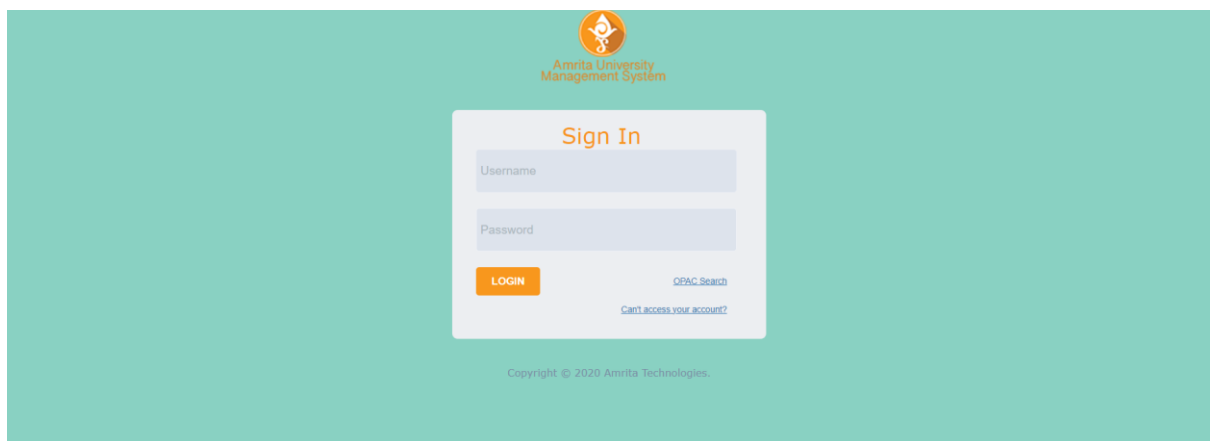 Amrita University
Management System
Sign In
Username
Password
LOGIN
OPAC Search
Can't access your account?
Copyright © 2020 Amrita Technologies.